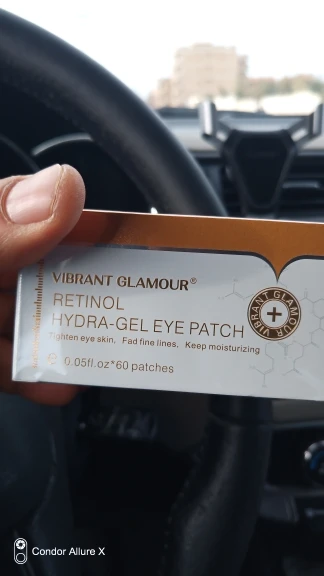 VIBRANT GLAMOUR®
RETINOL
HYDRA-GEL EYE PATCH
Tighten eye skin, Fad fine lines, Keep moisturizing
0.05fl.oz*60 patches
VIBRANT GLAMOUR
Condor Allure X